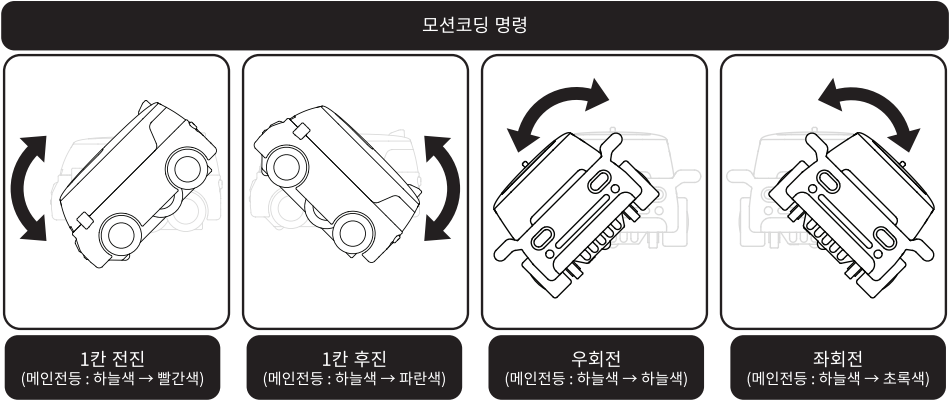 모션코딩 명령
1칸 전진
(메인전등 : 하늘색 → 빨간색)
1칸 후진
(메인전등 : 하늘색 → 파란색)
우회전
(메인전등 : 하늘색 → 하늘색)
좌회전
(메인전등 : 하늘색 → 초록색)